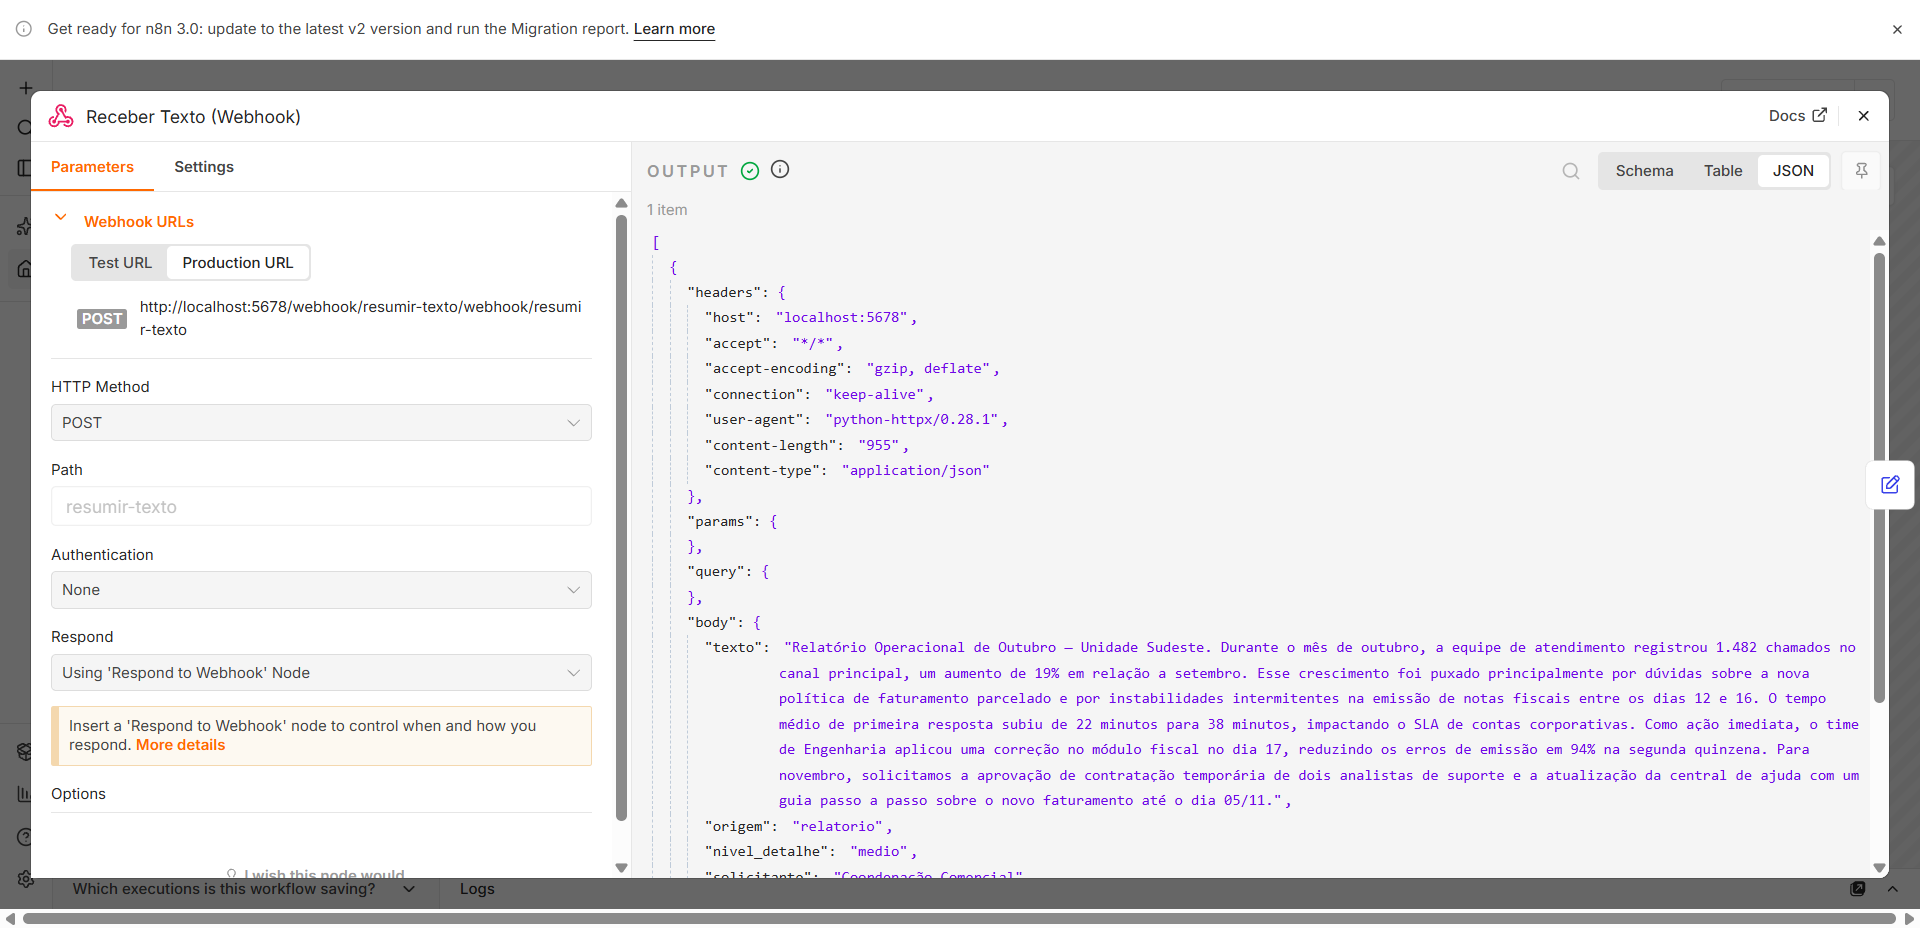 Get ready for n8n 3.0: update to the latest v2 version and run the Migration report. Learn more
Receber Texto (Webhook)
Docs
Parameters
Settings
Webhook URLs
Test URL
Production URL
POST
http://localhost:5678/webhook/resumir-texto/webhook/resumi
r-texto
HTTP Method
POST
Path
resumir-texto
Authentication
None
Respond
Using 'Respond to Webhook' Node
Insert a 'Respond to Webhook' node to control when and how you
respond. More details
Options
I wish this node would
OUTPUT
Schema
Table
JSON
1 item
[
{
"headers": {
"host": "localhost:5678",
"accept": "*/*",
"accept-encoding": "gzip, deflate",
"connection": "keep-alive",
"user-agent": "python-httpx/0.28.1",
"content-length": "955",
"content-type": "application/json"
},
"params": {
},
"query": {
},
"body": {
"texto": "Relatório Operacional de Outubro — Unidade Sudeste. Durante o mês de outubro, a equipe de atendimento registrou 1.482 chamados no
canal principal, um aumento de 19% em relação a setembro. Esse crescimento foi puxado principalmente por dúvidas sobre a nova
política de faturamento parcelado e por instabilidades intermitentes na emissão de notas fiscais entre os dias 12 e 16. O tempo
médio de primeira resposta subiu de 22 minutos para 38 minutos, impactando o SLA de contas corporativas. Como ação imediata, o time
de Engenharia aplicou uma correção no módulo fiscal no dia 17, reduzindo os erros de emissão em 94% na segunda quinzena. Para
novembro, solicitamos a aprovação de contratação temporária de dois analistas de suporte e a atualização da central de ajuda com um
guia passo a passo sobre o novo faturamento até o dia 05/11.",
"origem": "relatorio",
"nivel_detalhe": "medio",
"solicitante": "Coordenação Comercial"
Which executions is this workflow saving?
Logs